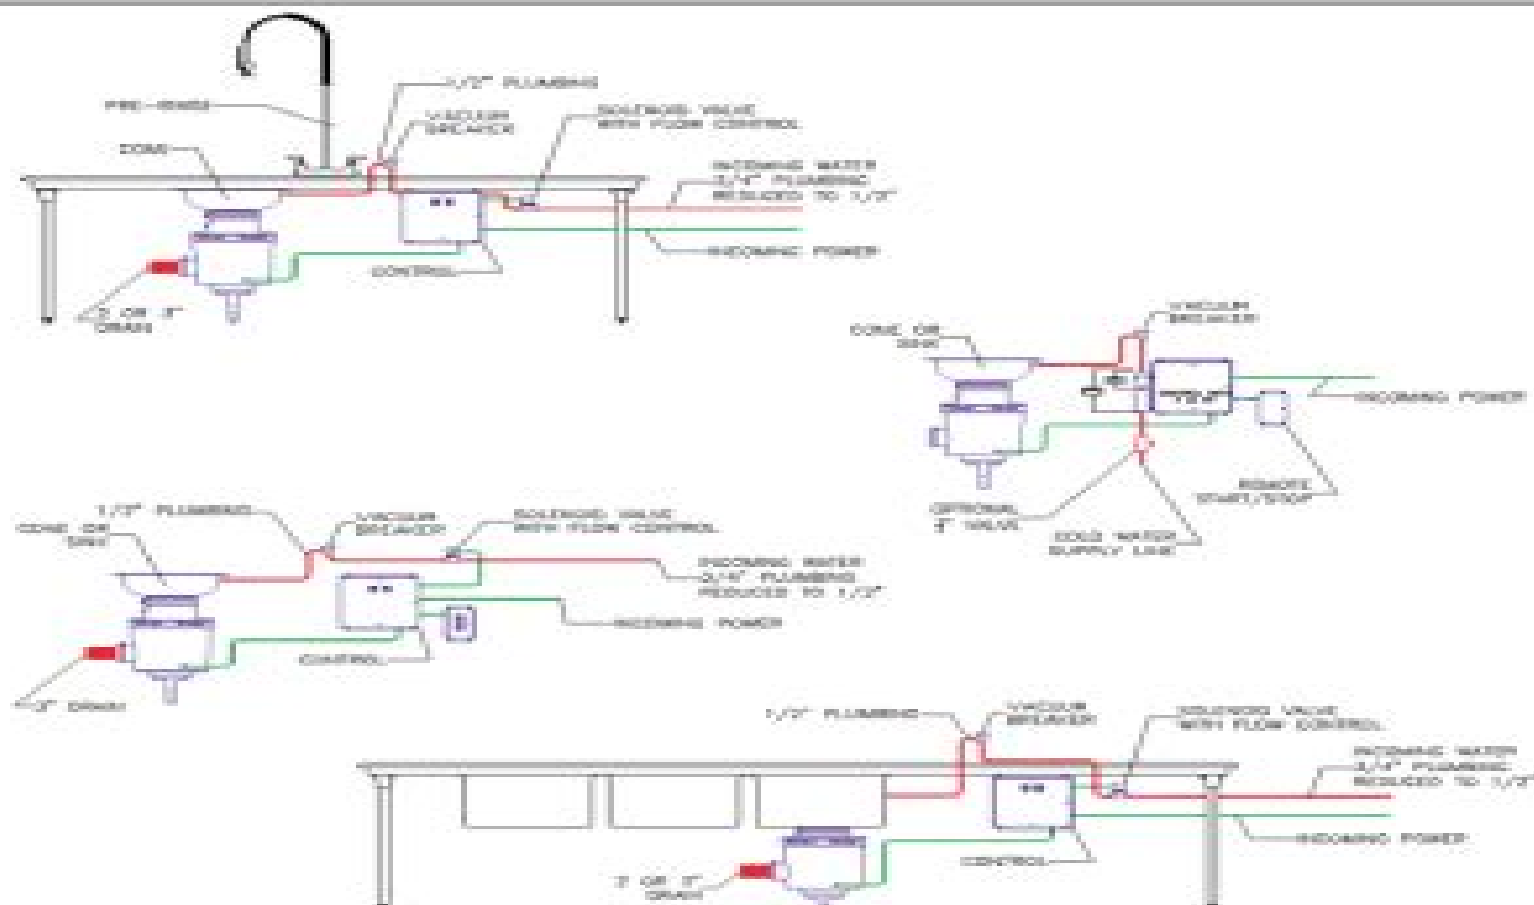 1/2" PLUMBING
PRE-RINSE
VACUUM
BREAKER
SOLENOID VALVE
WITH FLOW CONTROL
CONE
INCOMING WATER
3/4" PLUMBING
REDUCED TO 1/2"
INCOMING POWER
CONTROL
2 OR 3"
DRAIN
VACUUM
BREAKER
CONE OR
SINK
INCOMING POWER
REMOTE
START/STOP
OPTIONAL
VALVE
COLD WATER
SUPPLY LINE
1/2" PLUMBING
VACUUM
BREAKER
SOLENOID VALVE
WITH FLOW CONTROL
CONE OR
SINK
INCOMING WATER
3/4" PLUMBING
REDUCED TO 1/2"
INCOMING POWER
CONTROL
DRAIN
1/2" PLUMBING
VACUUM
BREAKER
SOLENOID VALVE
WITH FLOW CONTROL
INCOMING WATER
3/4" PLUMBING
REDUCED TO 1/2"
INCOMING POWER
CONTROL
2 OR 3"
DRAIN